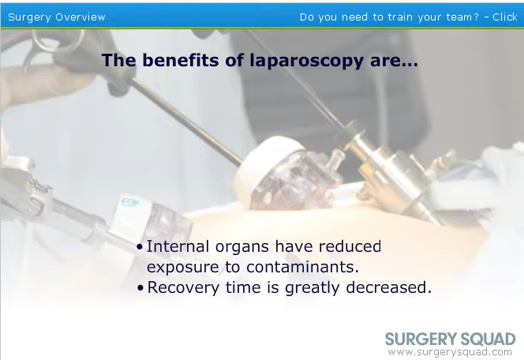 Surgery Overview
Do you need to train your team? – Click
The benefits of laparoscopy are...
• Internal organs have reduced
exposure to contaminants.
• Recovery time is greatly decreased.
SURGERY SQUAD
www.surgerysquad.com